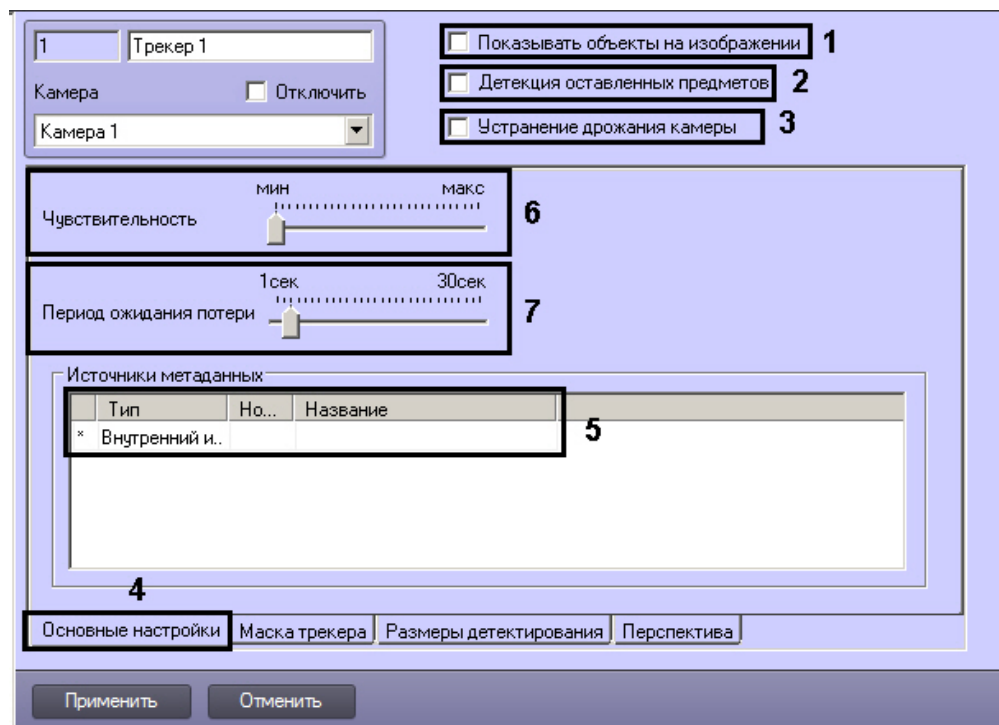 1 Трекер 1
Камера Отключить
Камера 1
Показывать объекты на изображении 1
Детекция оставленных предметов 2
Устранение дрожания камеры 3
мин макс
Чувствительность 6
1сек 30сек
Период ожидания потери 7
Источники метаданных
Тип Но... Название
* Внутренний и.. 5
4
Основные настройки Маска трекера Размеры детектирования Перспектива
Применить Отменить